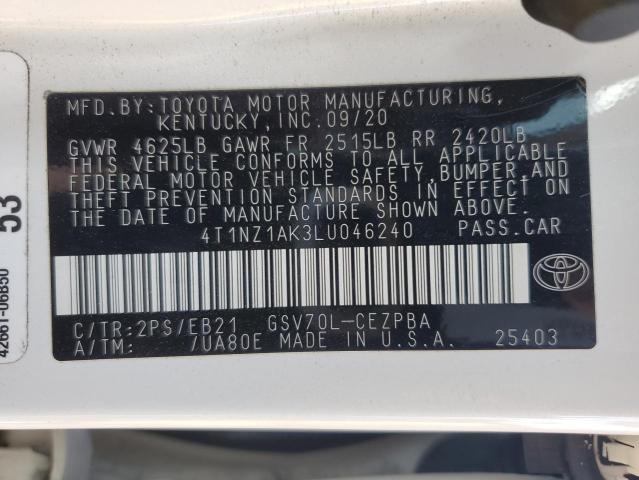 MFD.BY:TOYOTA MOTOR MANUFACTURING,
KENTUCKY, INC. 09/20
GVWR 4625LB GAWR FR 2515LB RR 2420LB
THIS VEHICLE CONFORMS TO ALL APPLICABLE
FEDERAL MOTOR VEHICLE SAFETY,BUMPER,AND
THEFT PREVENTION STANDARDS IN EFFECT ON
THE DATE OF MANUFACTURE SHOWN ABOVE.
4T1NZ1AK3LU046240 PASS.CAR
C/TR:2PS/EB21 GSV70L-CEZPBA
A/TM: 7UA80E MADE IN U.S.A. 25403
53
42661-06B50